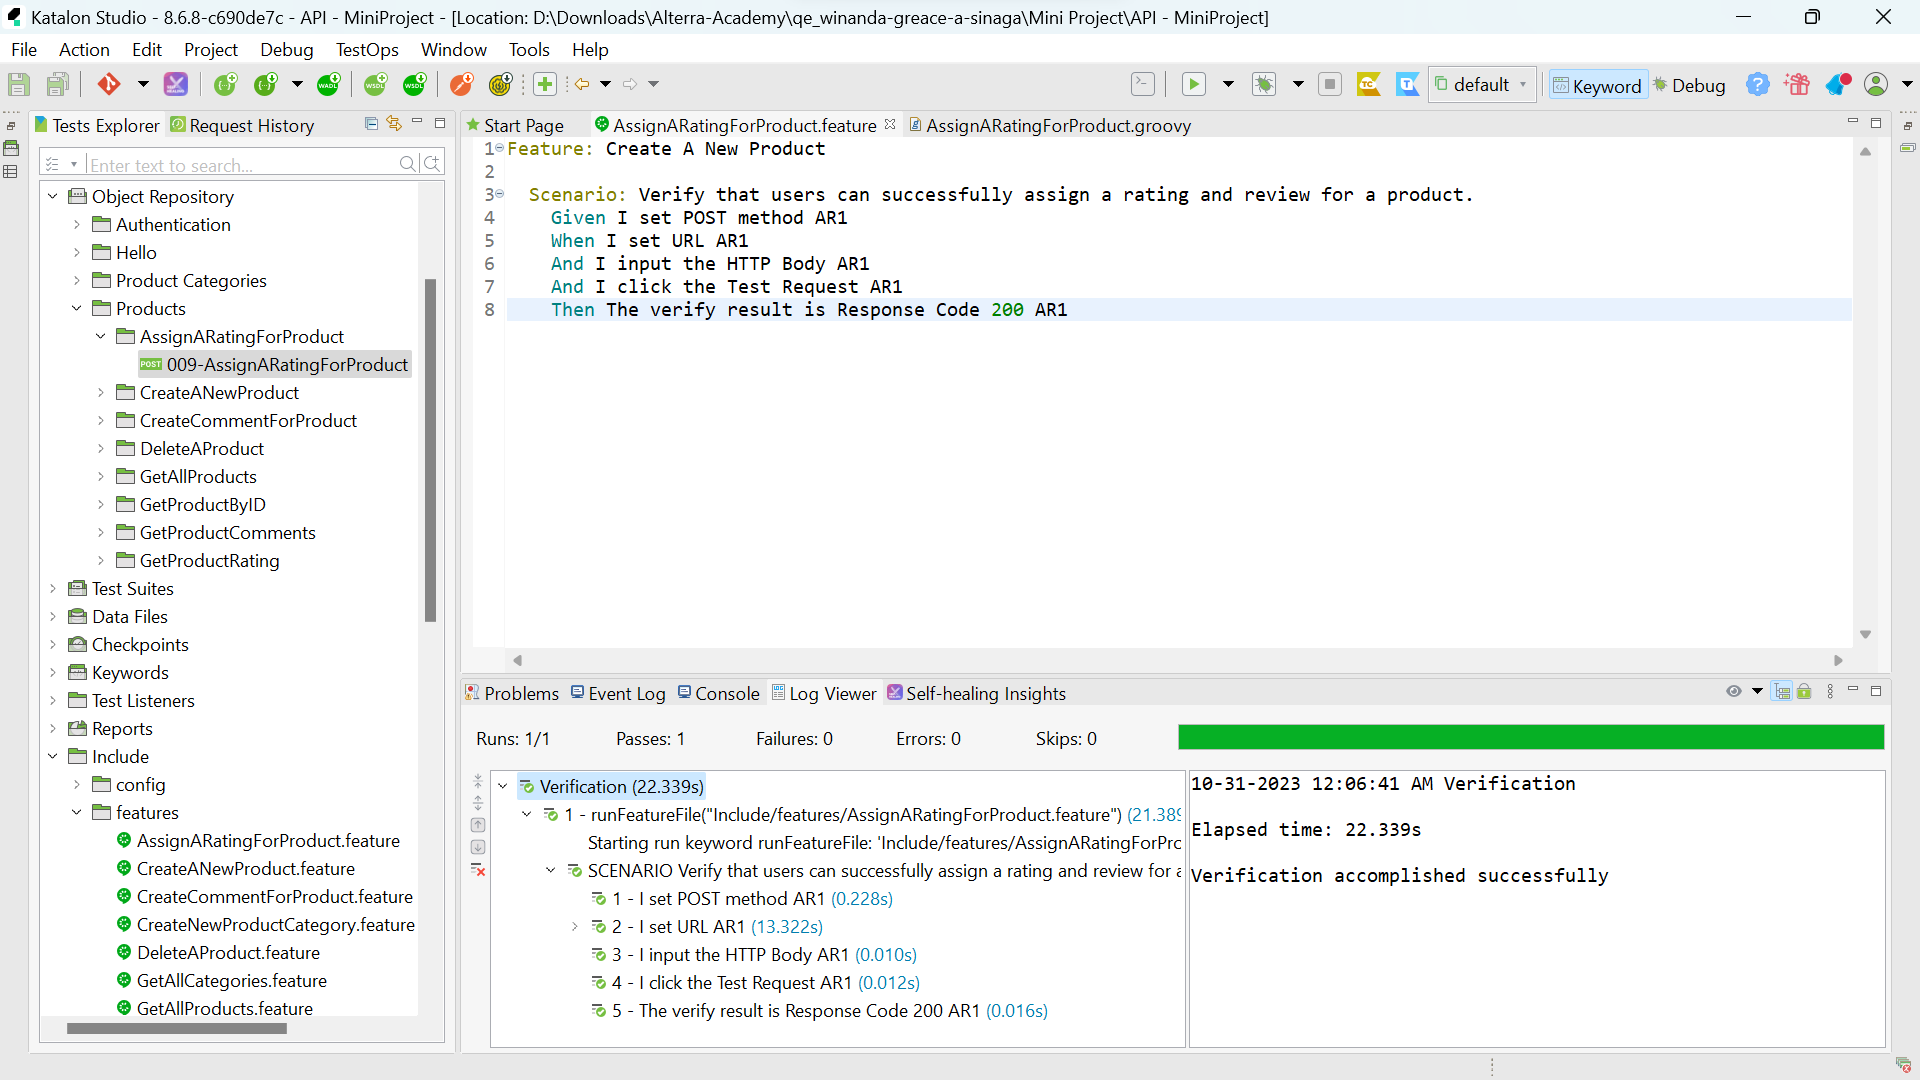 Katalon Studio - 8.6.8-c690de7c - API - MiniProject - [Location: D:\Downloads\Alterra-Academy\qe_winanda-greace-a-sinaga\Mini Project\API - MiniProject]
File Action Edit Project Debug TestOps Window Tools Help
default Keyword Debug
Tests Explorer Request History
Enter text to search...
Object Repository
Authentication
Hello
Product Categories
Products
AssignARatingForProduct
POST 009-AssignARatingForProduct
CreateANewProduct
CreateCommentForProduct
DeleteAProduct
GetAllProducts
GetProductByID
GetProductComments
GetProductRating
Test Suites
Data Files
Checkpoints
Keywords
Test Listeners
Reports
Include
config
features
AssignARatingForProduct.feature
CreateANewProduct.feature
CreateCommentForProduct.feature
CreateNewProductCategory.feature
DeleteAProduct.feature
GetAllCategories.feature
GetAllProducts.feature
Start Page AssignARatingForProduct.feature AssignARatingForProduct.groovy
1 Feature: Create A New Product
2
3 Scenario: Verify that users can successfully assign a rating and review for a product.
4 Given I set POST method AR1
5 When I set URL AR1
6 And I input the HTTP Body AR1
7 And I click the Test Request AR1
8 Then The verify result is Response Code 200 AR1
Problems Event Log Console Log Viewer Self-healing Insights
Runs: 1/1 Passes: 1 Failures: 0 Errors: 0 Skips: 0
Verification (22.339s)
1 - runFeatureFile("Include/features/AssignARatingForProduct.feature") (21.389
Starting run keyword runFeatureFile: 'Include/features/AssignARatingForPro
SCENARIO Verify that users can successfully assign a rating and review for a
1 - I set POST method AR1 (0.228s)
2 - I set URL AR1 (13.322s)
3 - I input the HTTP Body AR1 (0.010s)
4 - I click the Test Request AR1 (0.012s)
5 - The verify result is Response Code 200 AR1 (0.016s)
10-31-2023 12:06:41 AM Verification
Elapsed time: 22.339s
Verification accomplished successfully